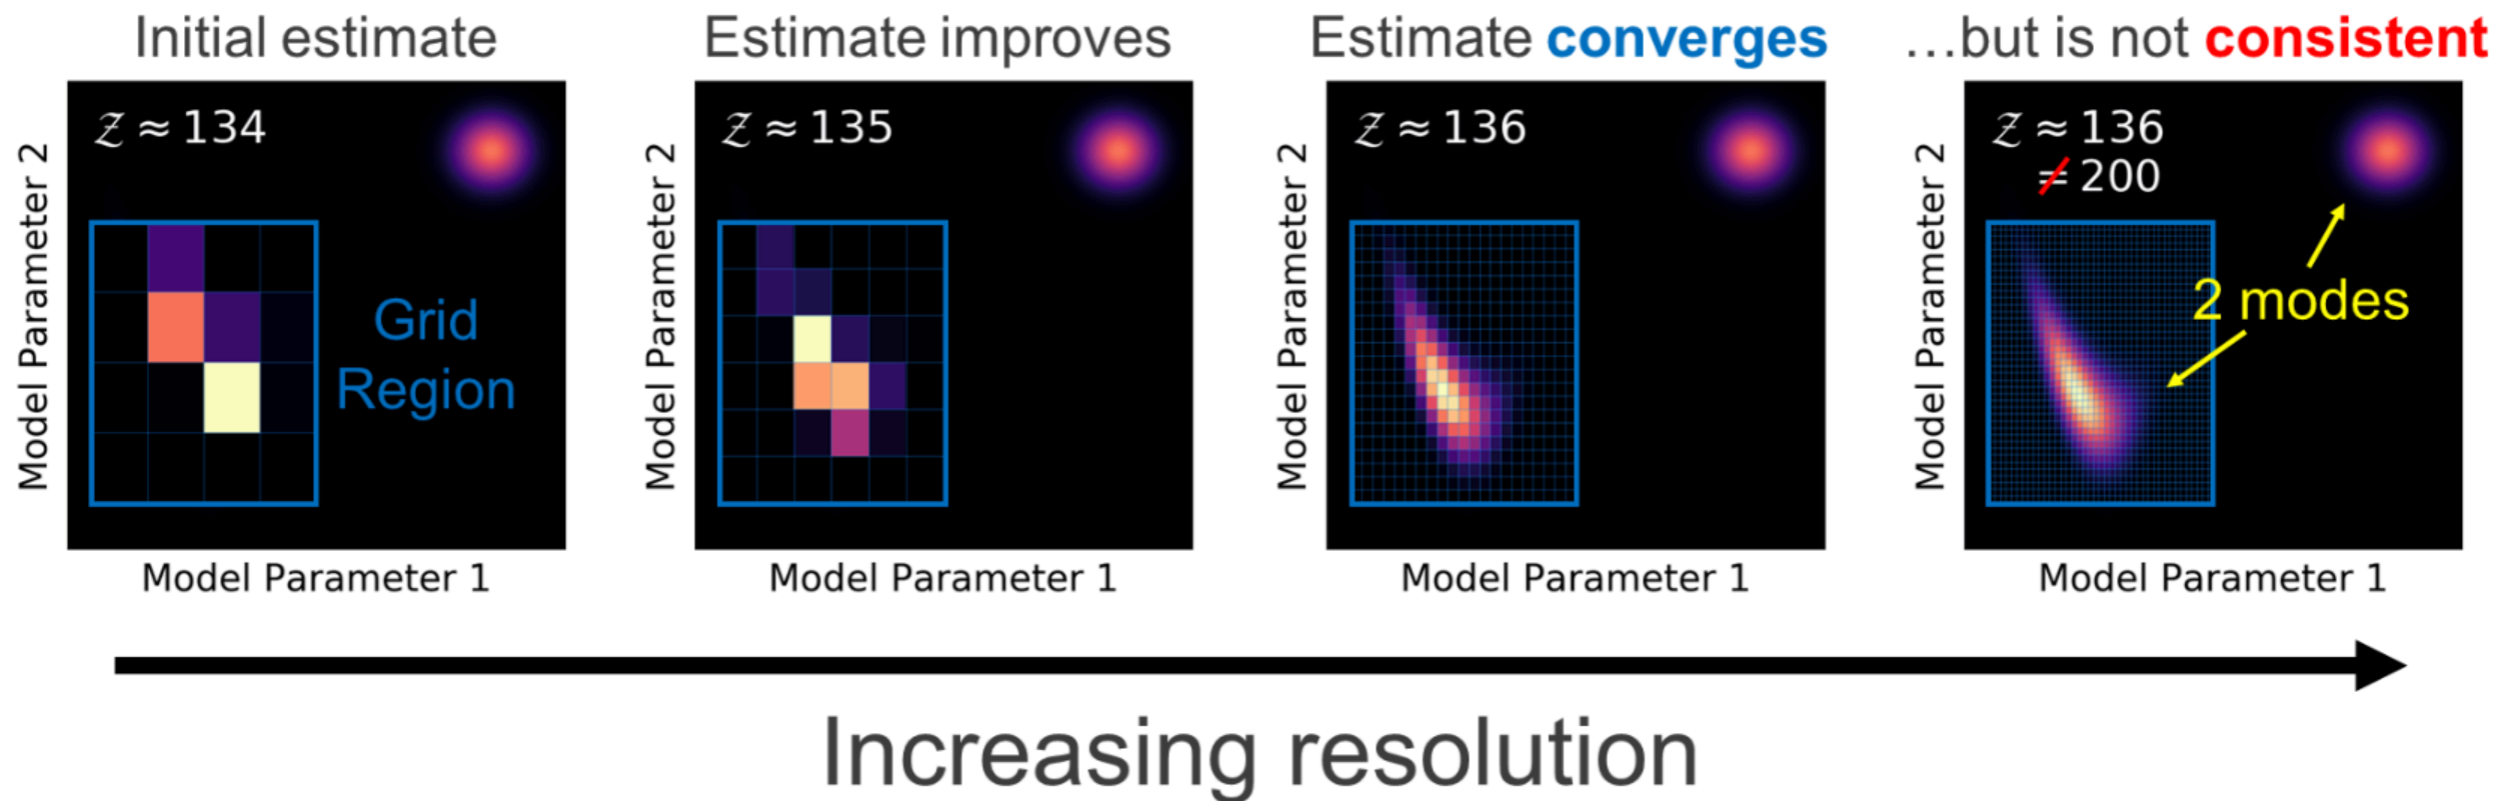 Initial estimate
Estimate improves
Estimate converges
…but is not consistent
𝒵 ≈ 134
Grid
Region
Model Parameter 2
Model Parameter 1
𝒵 ≈ 135
Model Parameter 2
Model Parameter 1
𝒵 ≈ 136
Model Parameter 2
Model Parameter 1
𝒵 ≈ 136
≠ 200
2 modes
Model Parameter 2
Model Parameter 1
Increasing resolution